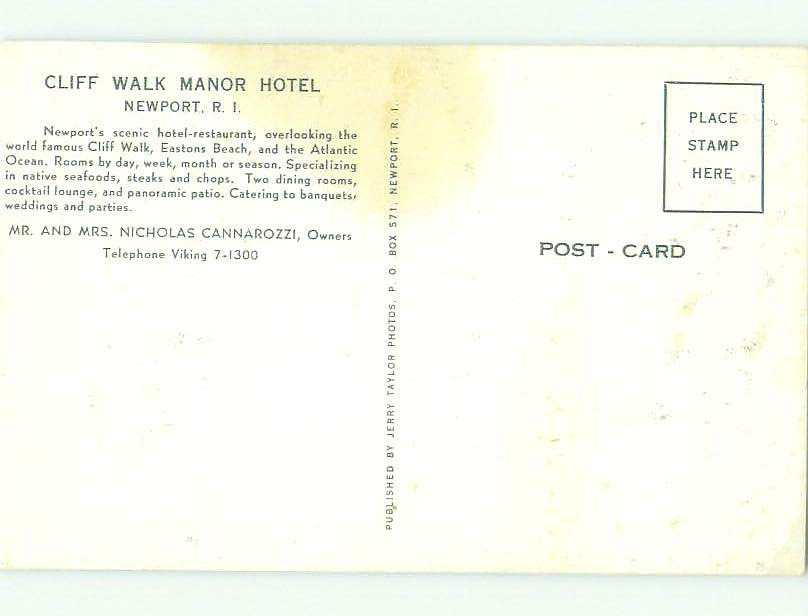 CLIFF WALK MANOR HOTEL
NEWPORT, R. I.
Newport's scenic hotel-restaurant, overlooking the
world famous Cliff Walk, Eastons Beach, and the Atlantic
Ocean. Rooms by day, week, month or season. Specializing
in native seafoods, steaks and chops. Two dining rooms,
cocktail lounge, and panoramic patio. Catering to banquets,
weddings and parties.
MR. AND MRS. NICHOLAS CANNAROZZI, Owners
Telephone Viking 7-1300
PUBLISHED BY JERRY TAYLOR PHOTOS, P. O. BOX 571, NEWPORT, R. I.
PLACE
STAMP
HERE
POST - CARD